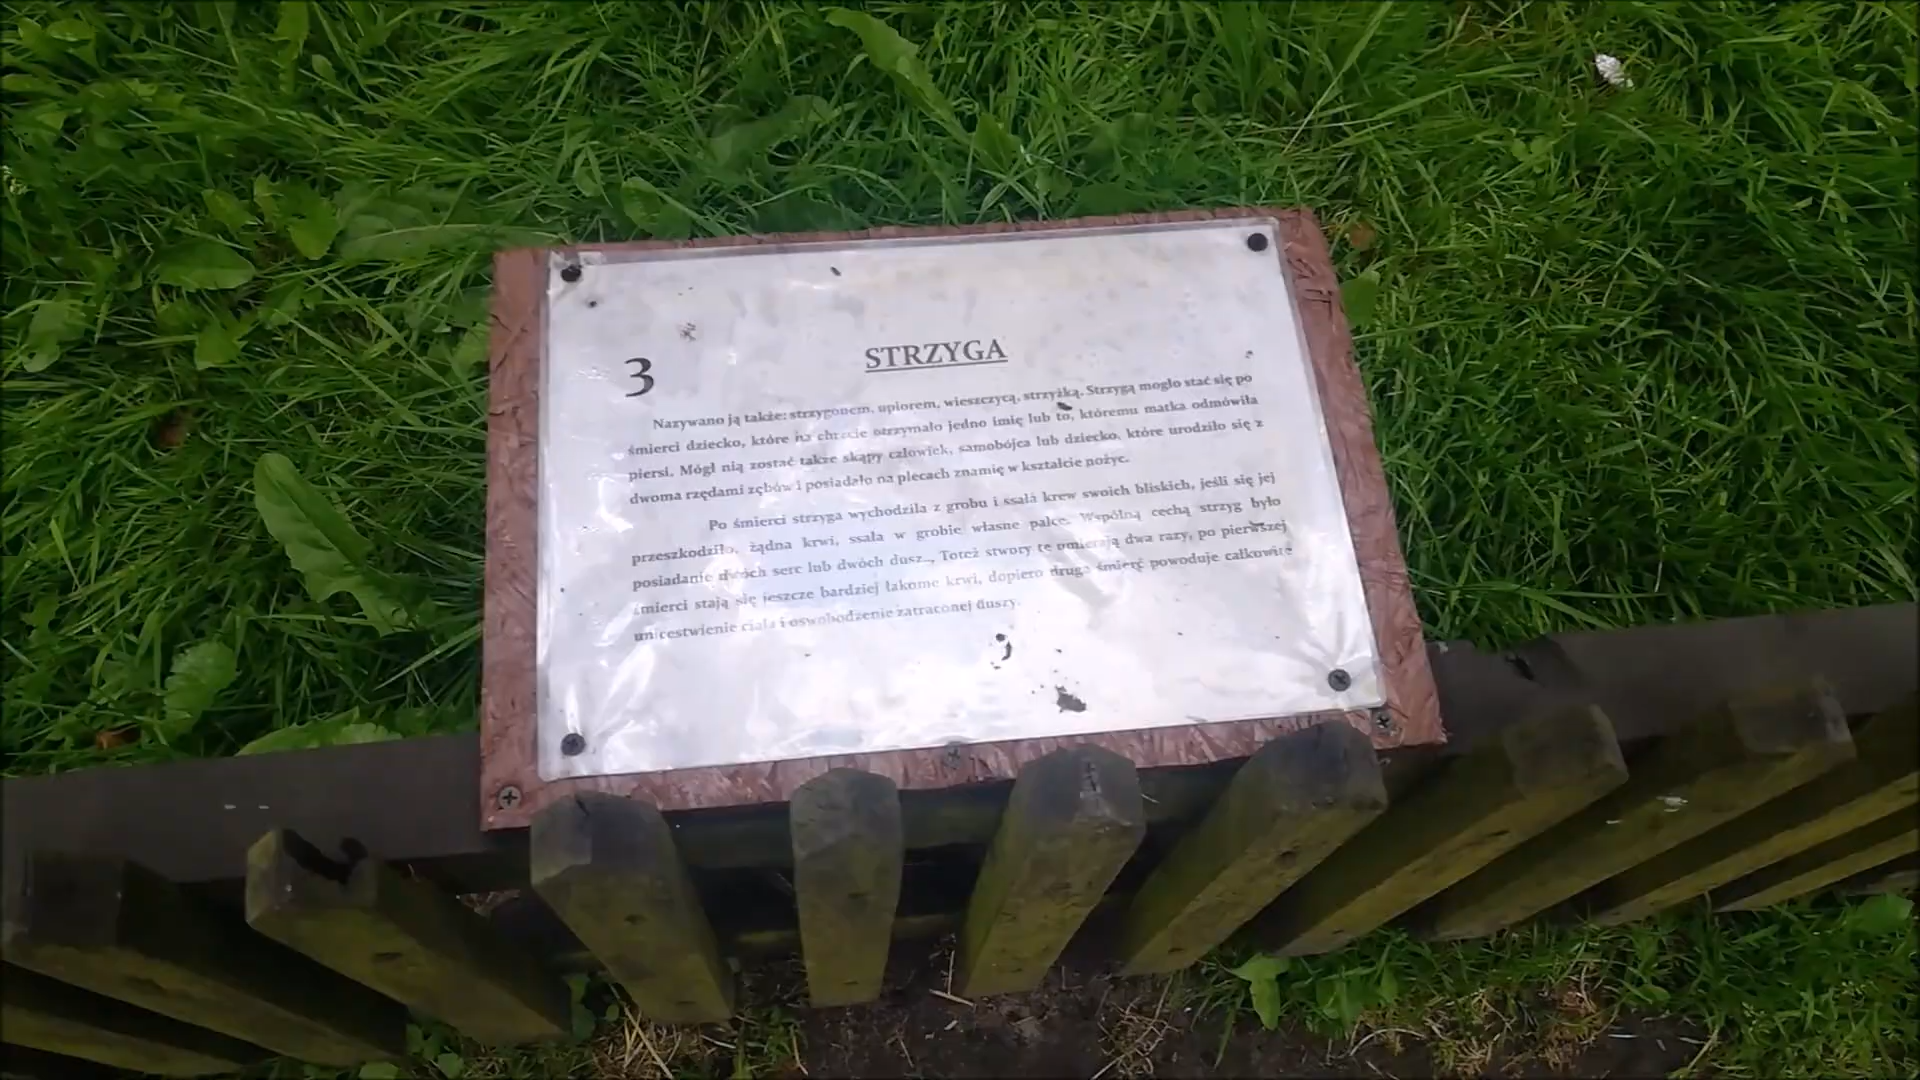 3
STRZYGA
Nazywano ją także: strzygonem, upiorem, wieszczycą, strzyżką. Strzygą mogło stać się po
śmierci dziecko, które na chrzcie otrzymało jedno imię lub to, któremu matka odmówiła
piersi. Mógł nią zostać także skąpy człowiek, samobójca lub dziecko, które urodziło się z
dwoma rzędami zębów i posiadało na plecach znamię w kształcie nożyc.
Po śmierci strzyga wychodziła z grobu i ssała krew swoich bliskich, jeśli się jej
przeszkodziło, żądna krwi, ssała w grobie własne palce. Wspólną cechą strzyg było
posiadanie dwóch serc lub dwóch dusz... Toteż stwory te umierają dwa razy, po pierwszej
śmierci stają się jeszcze bardziej łakome krwi, dopiero druga śmierć powoduje całkowite
unicestwienie ciała i oswobodzenie zatraconej duszy.